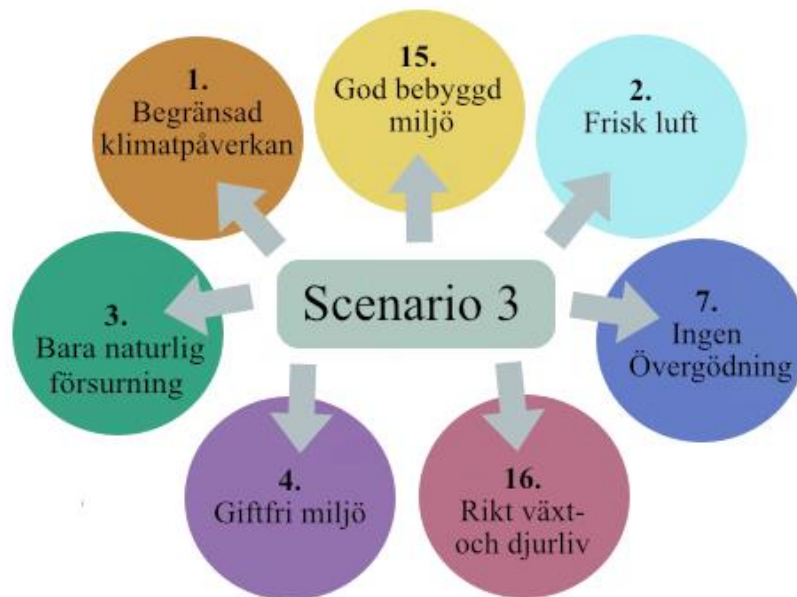 1.
Begränsad
klimatpåverkan
15.
God bebyggd
miljö
2.
Frisk luft
3.
Bara naturlig
försurning
Scenario 3
7.
Ingen
Övergödning
4.
Giftfri miljö
16.
Rikt växt-
och djurliv